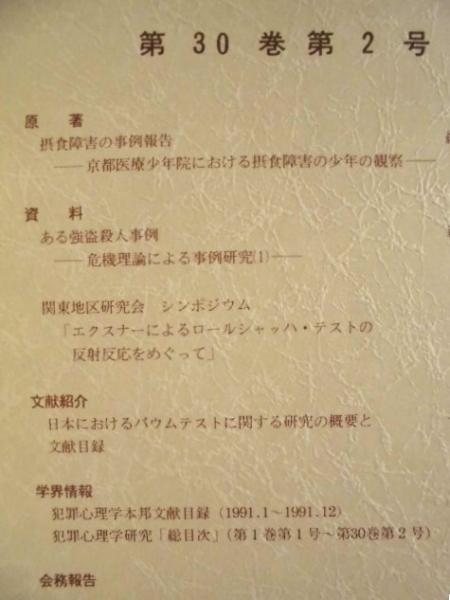 第 30 巻 第 2 号
原 著
摂食障害の事例報告
――京都医療少年院における摂食障害の少年の観察――
資 料
ある強盗殺人事例
――危機理論による事例研究(1)――
関東地区研究会 シンポジウム
「エクスナーによるロールシャッハ・テストの
反射反応をめぐって」
文献紹介
日本におけるバウムテストに関する研究の概要と
文献目録
学界情報
犯罪心理学本邦文献目録（1991.1～1991.12）
犯罪心理学研究「総目次」（第1巻第1号～第30巻第2号）
会務報告